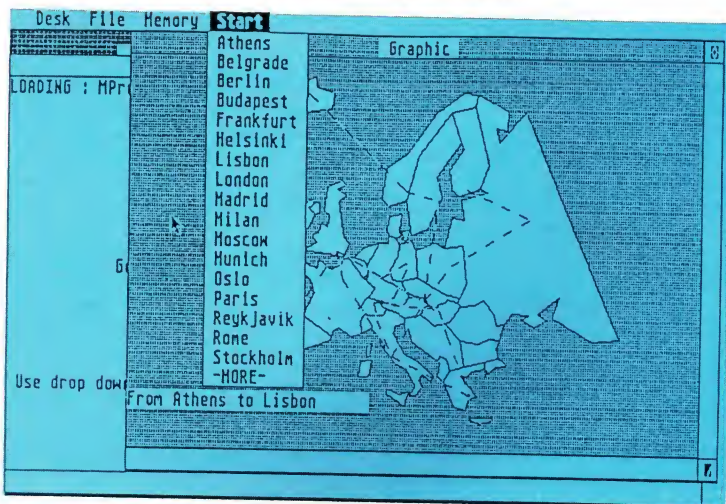 Desk File Memory Start
Graphic
LOADING : MPr
Athens
Belgrade
Berlin
Budapest
Frankfurt
Helsinki
Lisbon
London
Madrid
Milan
Moscow
Munich
Oslo
Paris
Reykjavik
Rome
Stockholm
-MORE-
Use drop dow
From Athens to Lisbon